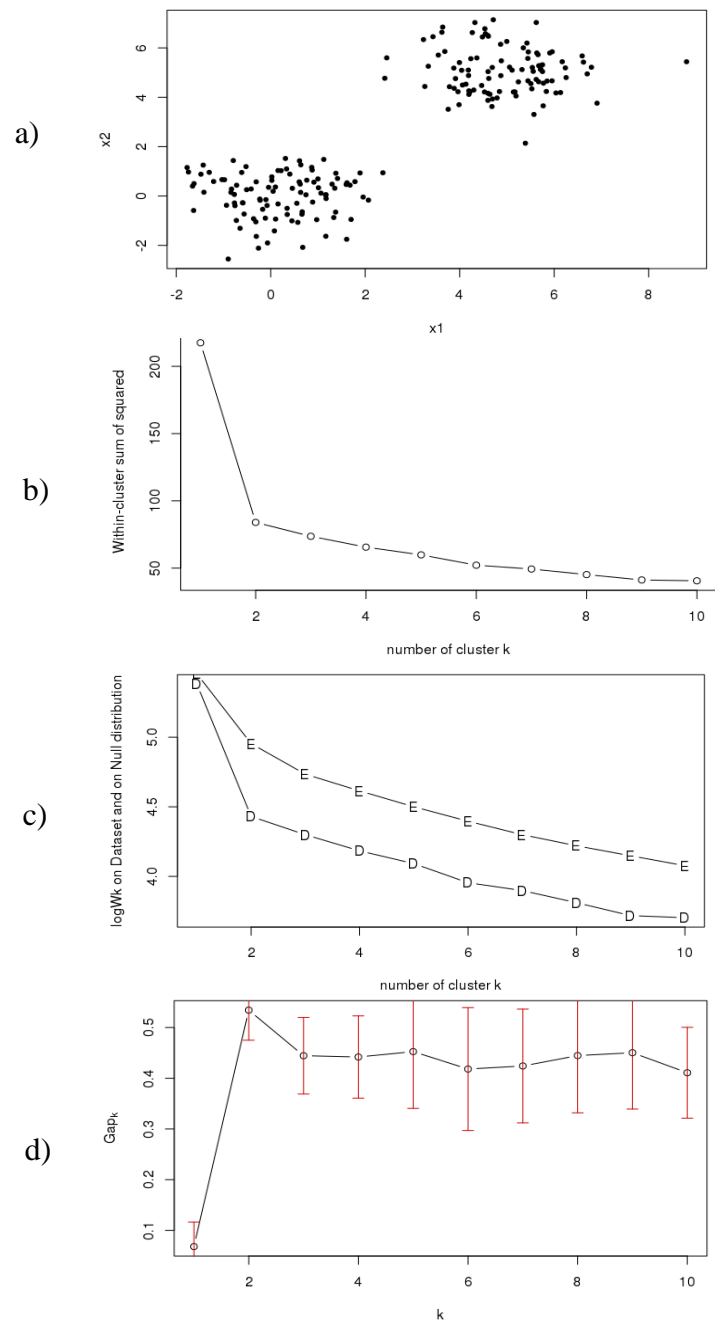 a)
x2
6
4
2
0
-2
-2 0 2 4 6 8
x1
b)
Within-cluster sum of squared
200
150
100
50
2 4 6 8 10
number of cluster k
c)
logWk on Dataset and on Null distribution
5.0
4.5
4.0
E E E E E E E E E E
D D D D D D D D D D
2 4 6 8 10
number of cluster k
d)
Gapk
0.5
0.4
0.3
0.2
0.1
2 4 6 8 10
k